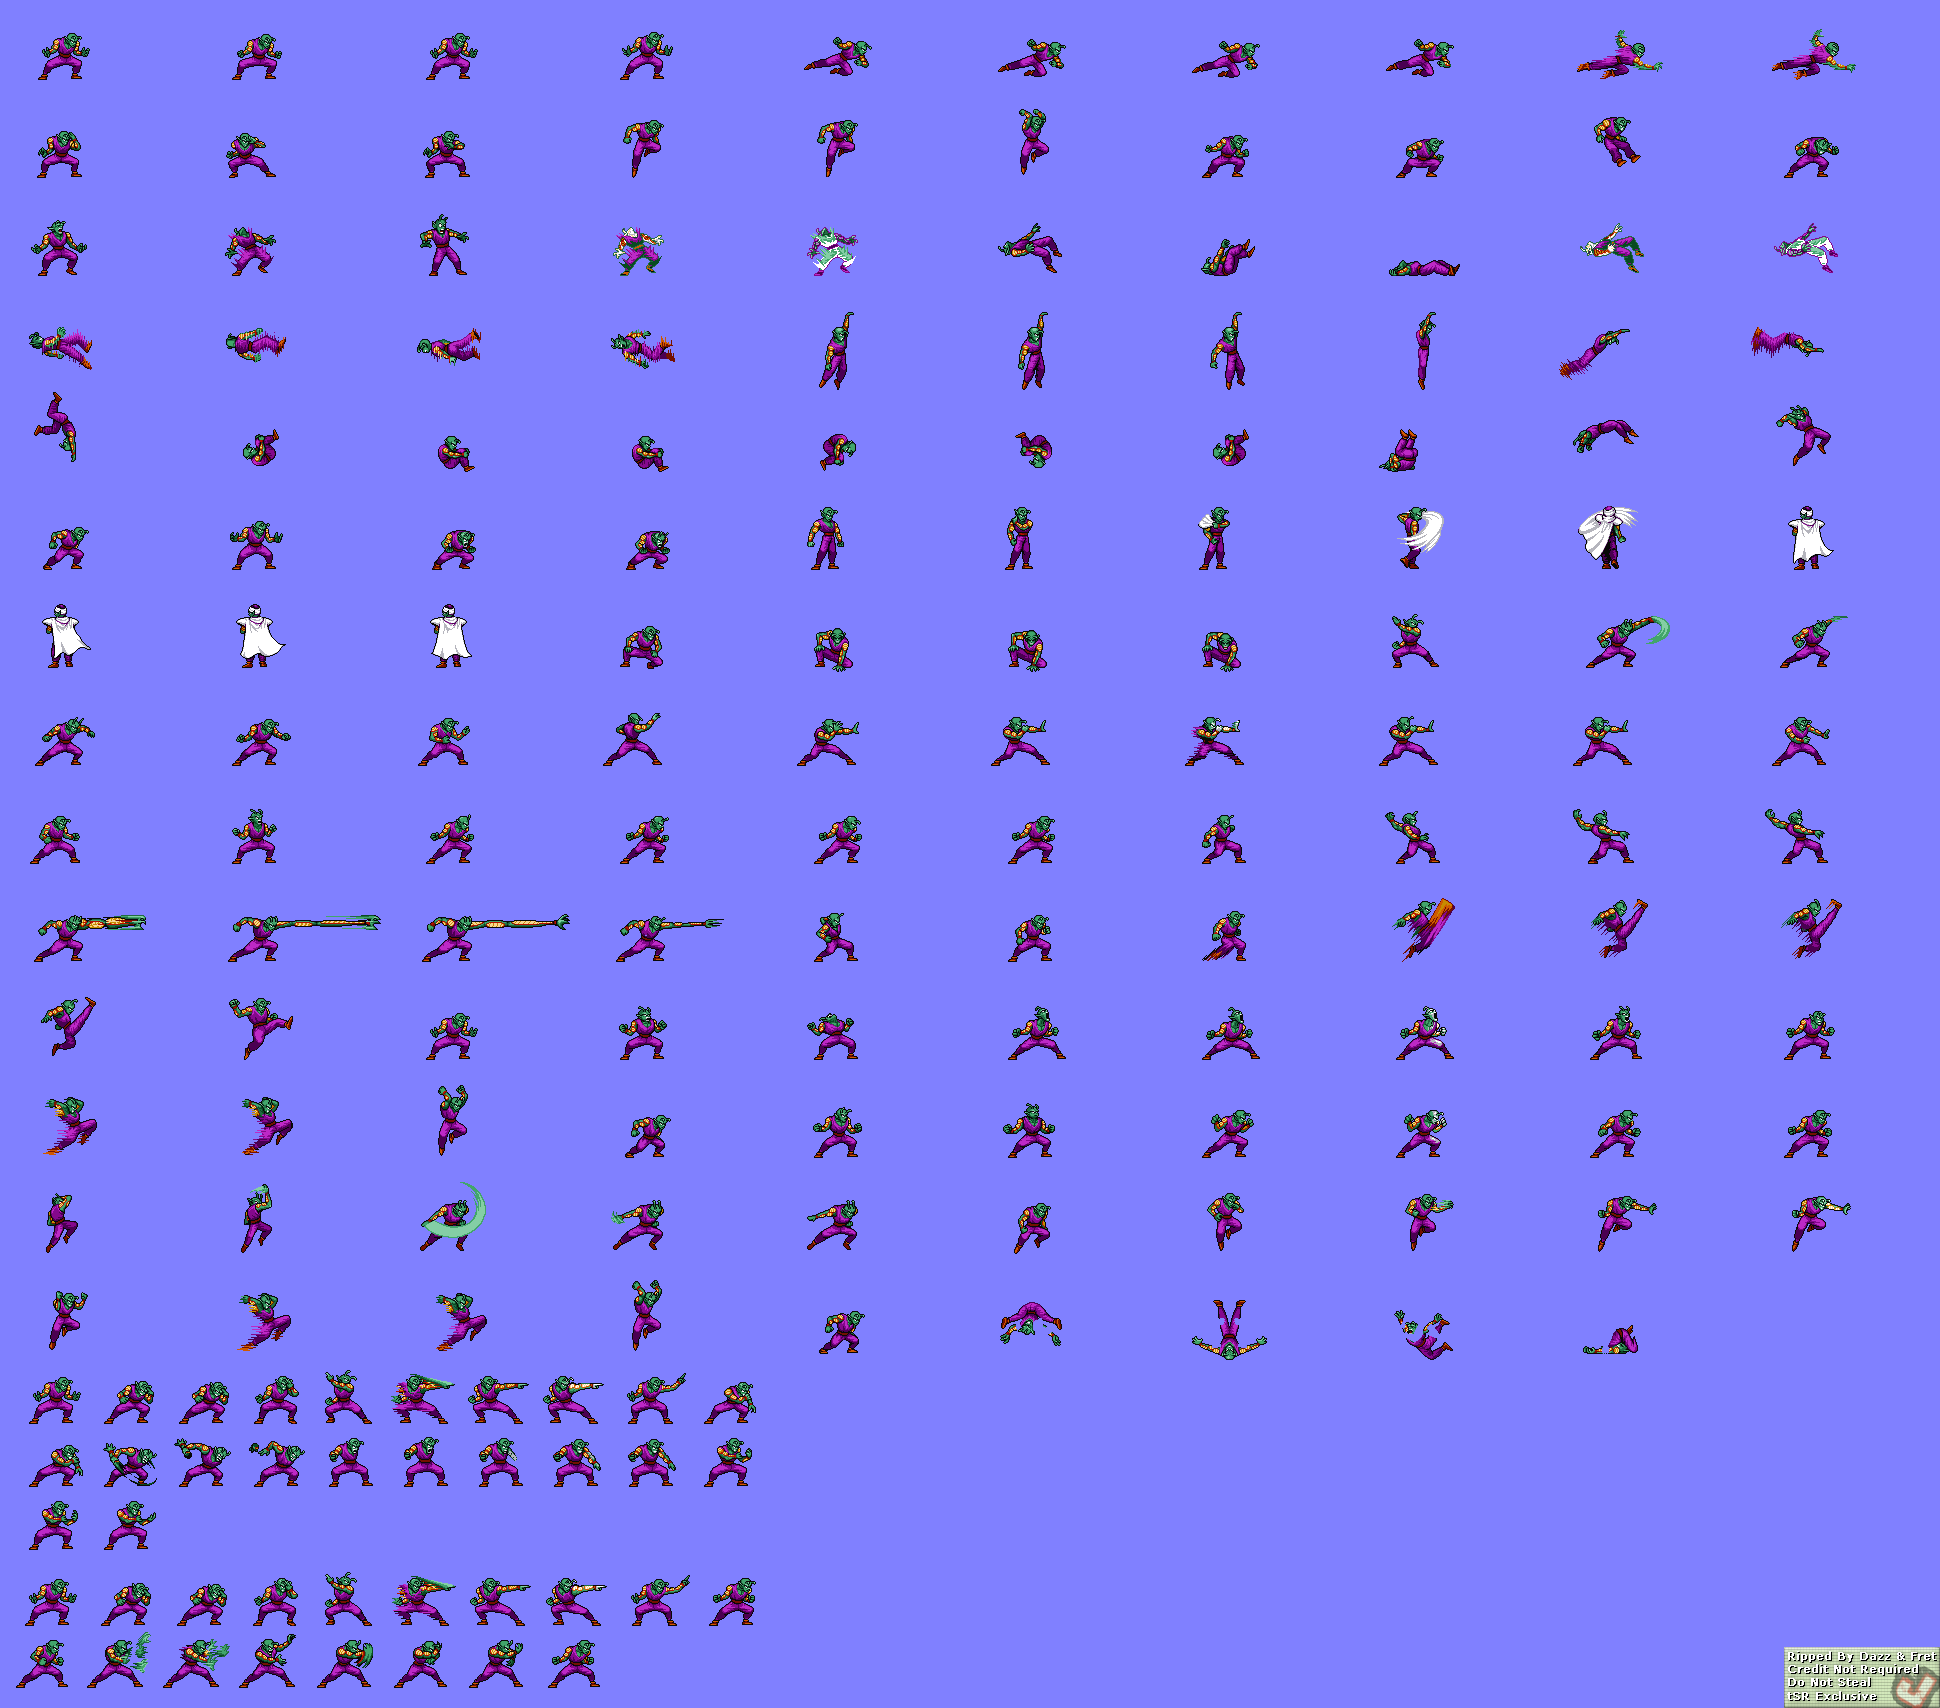 Ripped By Dazz & Fret
Credit Not Required
Do Not Steal
tSR Exclusive